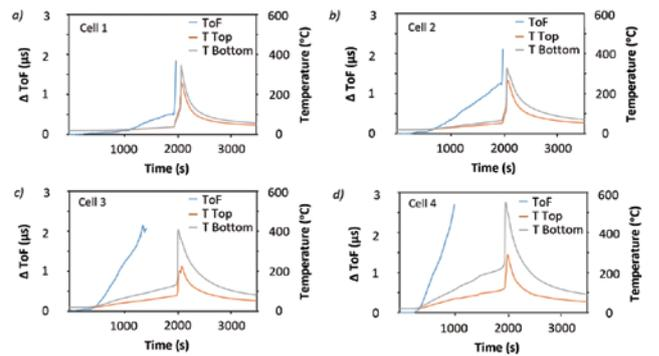 a)
Cell 1
ToF
T Top
T Bottom
3
2
1
0
600
400
200
0
1000 2000 3000
Δ ToF (μs)
Temperature (°C)
Time (s)
b)
Cell 2
ToF
T Top
T Bottom
3
2
1
0
600
400
200
0
1000 2000 3000
Δ ToF (μs)
Temperature (°C)
Time (s)
c)
Cell 3
ToF
T Top
T Bottom
3
2
1
0
600
400
200
0
1000 2000 3000
Δ ToF (μs)
Temperature (°C)
Time (s)
d)
Cell 4
ToF
T Top
T Bottom
3
2
1
0
600
400
200
0
1000 2000 3000
Δ ToF (μs)
Temperature (°C)
Time (s)